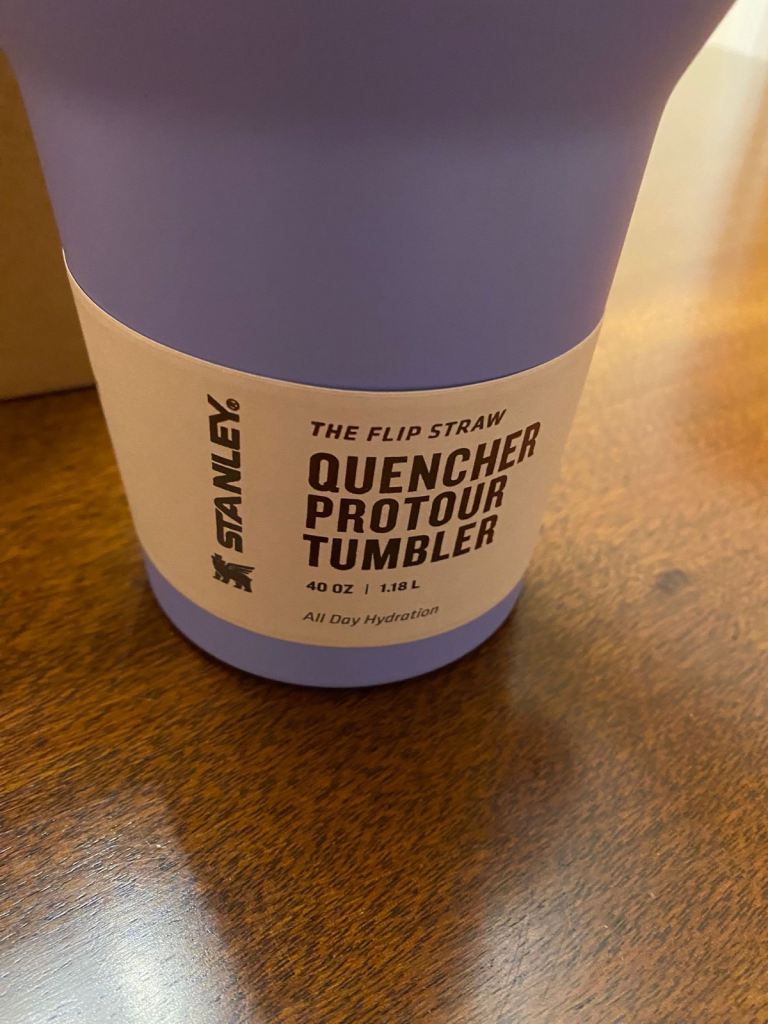 STANLEY®
THE FLIP STRAW
QUENCHER
PROTOUR
TUMBLER
40 OZ | 1.18 L
All Day Hydration